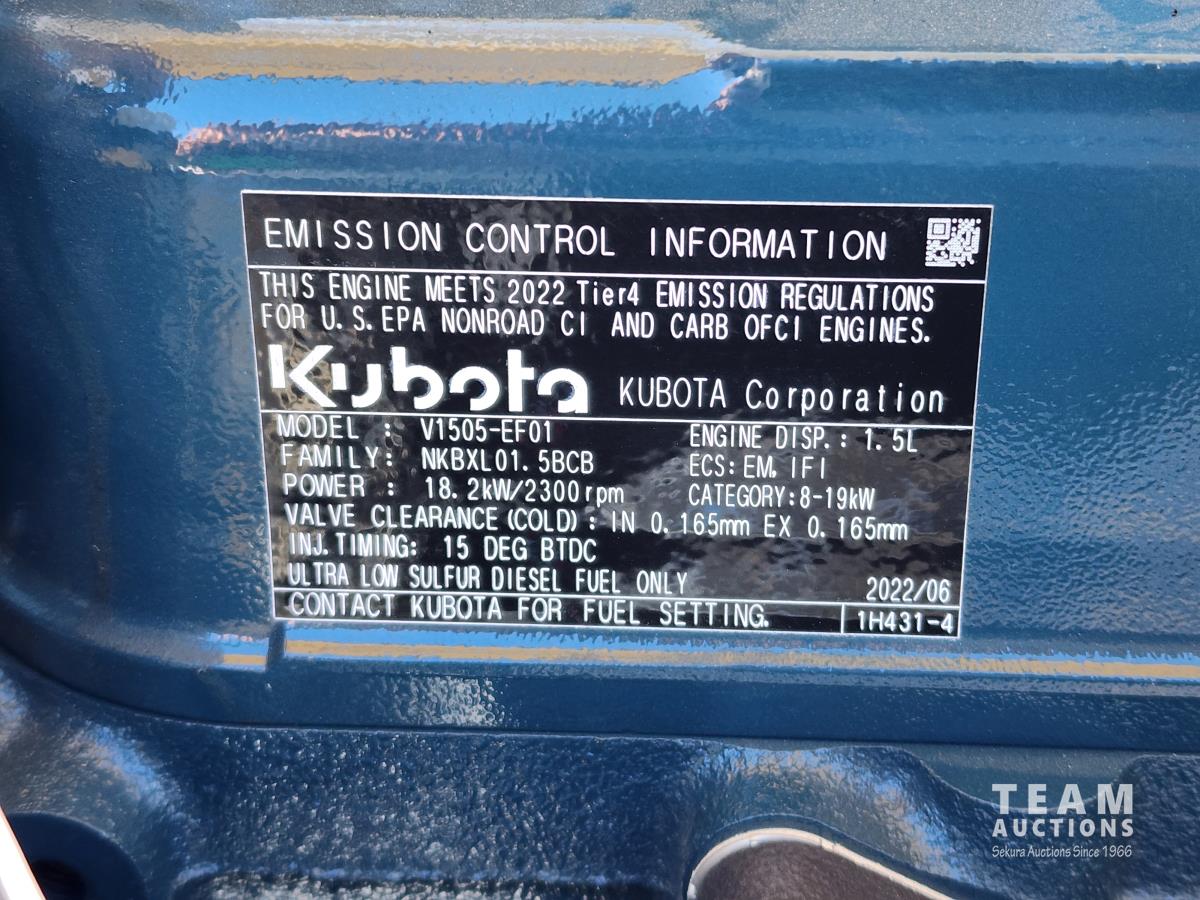 EMISSION CONTROL INFORMATION
THIS ENGINE MEETS 2022 Tier4 EMISSION REGULATIONS
FOR U.S.EPA NONROAD CI AND CARB OFCI ENGINES.
Kubota KUBOTA Corporation
MODEL : V1505-EF01 ENGINE DISP.: 1.5L
FAMILY: NKBXL01.5BCB ECS: EM, IFI
POWER : 18.2kW/2300rpm CATEGORY:8-19kW
VALVE CLEARANCE(COLD): IN 0.165mm EX 0.165mm
INJ.TIMING: 15 DEG BTDC
ULTRA LOW SULFUR DIESEL FUEL ONLY 2022/06
CONTACT KUBOTA FOR FUEL SETTING. 1H431-4
TEAM
AUCTIONS
Sekura Auctions Since 1966